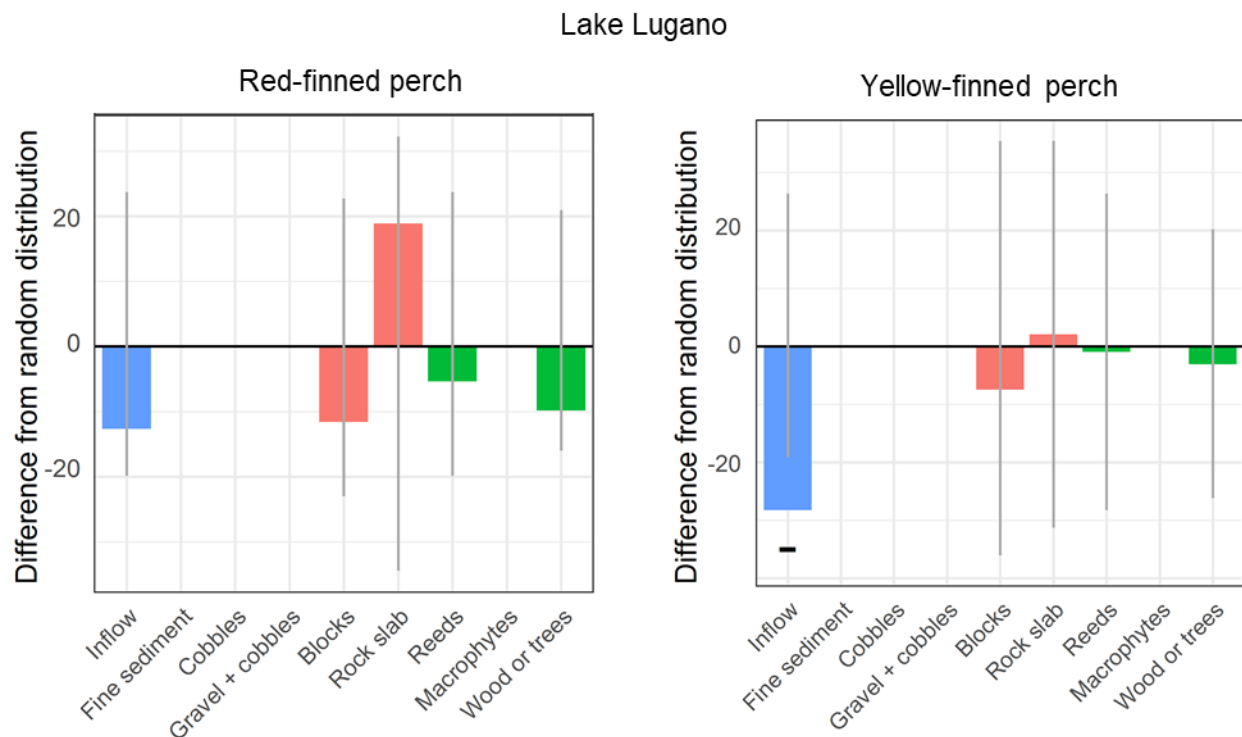 Lake Lugano
Red-finned perch
Difference from random distribution
20
0
-20
Inflow
Fine sediment
Cobbles
Gravel + cobbles
Blocks
Rock slab
Reeds
Macrophytes
Wood or trees
Yellow-finned perch
Difference from random distribution
20
0
-20
Inflow
Fine sediment
Cobbles
Gravel + cobbles
Blocks
Rock slab
Reeds
Macrophytes
Wood or trees